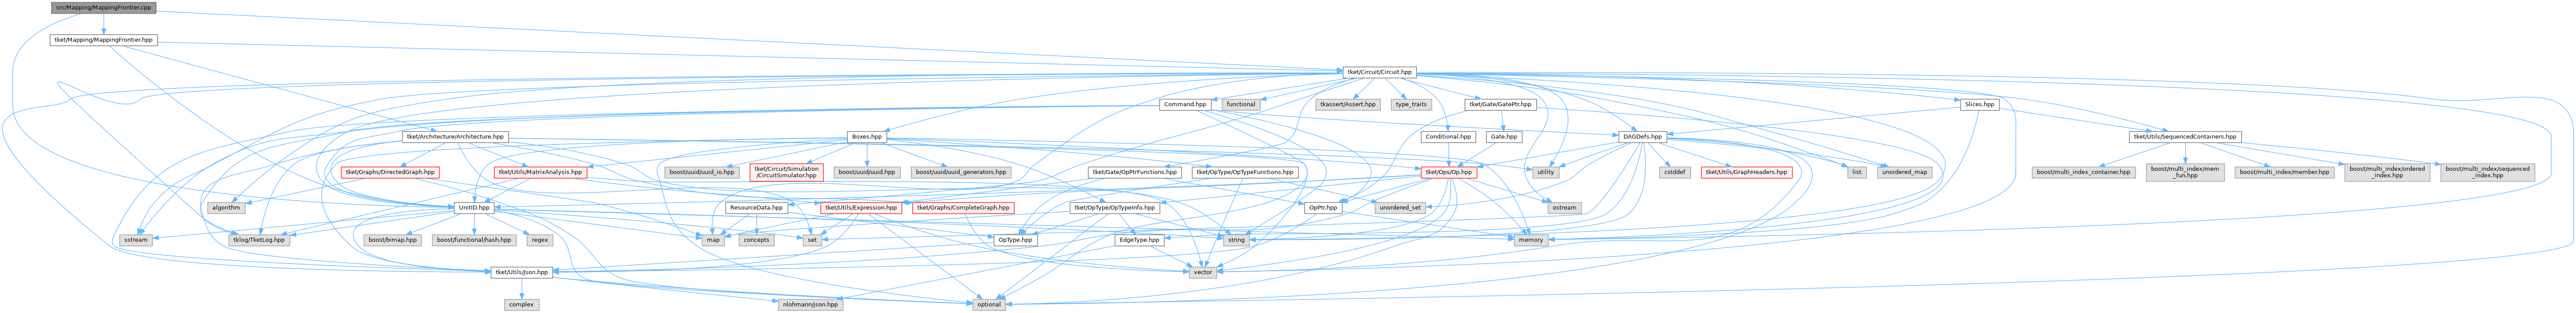 src/Mapping/MappingFrontier.cpp
tket/Mapping/MappingFrontier.hpp
tket/Circuit/Circuit.hpp
Command.hpp
functional
tkassert/Assert.hpp
type_traits
tket/Gate/GatePtr.hpp
Slices.hpp
tket/Architecture/Architecture.hpp
Boxes.hpp
Conditional.hpp
Gate.hpp
DAGDefs.hpp
tket/Utils/SequencedContainers.hpp
tket/Graphs/DirectedGraph.hpp
tket/Utils/MatrixAnalysis.hpp
boost/uuid/uuid_io.hpp
tket/Circuit/Simulation
/CircuitSimulator.hpp
boost/uuid/uuid.hpp
boost/uuid/uuid_generators.hpp
tket/Gate/OpPtrFunctions.hpp
tket/OpType/OpTypeFunctions.hpp
tket/Ops/Op.hpp
utility
cstddef
tket/Utils/GraphHeaders.hpp
list
unordered_map
boost/multi_index_container.hpp
boost/multi_index/mem
_fun.hpp
boost/multi_index/member.hpp
boost/multi_index/ordered
_index.hpp
boost/multi_index/sequenced
_index.hpp
algorithm
UnitID.hpp
ResourceData.hpp
tket/Utils/Expression.hpp
tket/Graphs/CompleteGraph.hpp
tket/OpType/OpTypeInfo.hpp
OpPtr.hpp
unordered_set
ostream
sstream
tklog/TketLog.hpp
boost/bimap.hpp
boost/functional/hash.hpp
regex
map
concepts
set
OpType.hpp
EdgeType.hpp
string
memory
tket/Utils/Json.hpp
vector
complex
nlohmann/json.hpp
optional